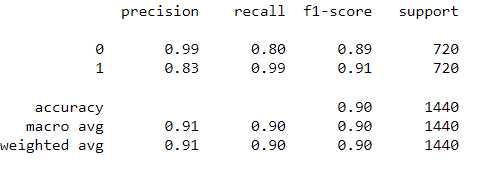 precision recall f1-score support
0 0.99 0.80 0.89 720
1 0.83 0.99 0.91 720
accuracy 0.90 1440
macro avg 0.91 0.90 0.90 1440
weighted avg 0.91 0.90 0.90 1440